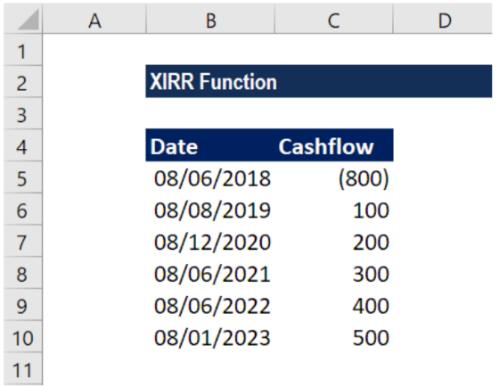 A B C D
1
2 XIRR Function
3
4 Date Cashflow
5 08/06/2018 (800)
6 08/08/2019 100
7 08/12/2020 200
8 08/06/2021 300
9 08/06/2022 400
10 08/01/2023 500
11